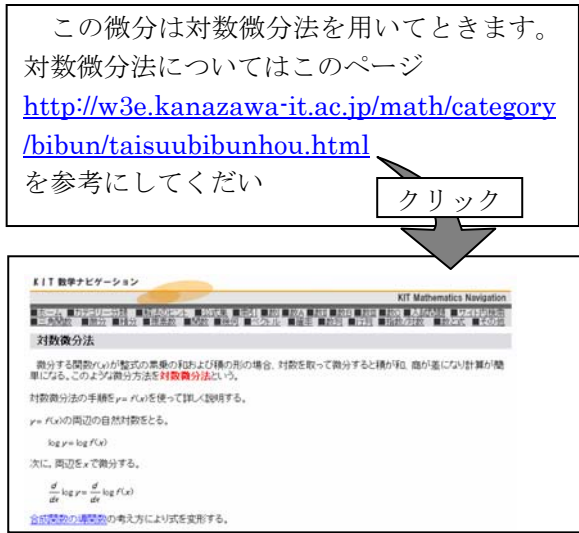 この微分は対数微分法を用いてときます。
対数微分法についてはこのページ
http://w3e.kanazawa-it.ac.jp/math/category
/bibun/taisuubibunhou.html
を参考にしてくだい
クリック
KIT 数学ナビゲーション
KIT Mathematics Navigation
対数微分法
微分する関数f(x)が整式の累乗の和および積の形の場合、対数を取って微分すると積が和、商が差になり計算が簡
単になる。このような微分方法を対数微分法という。
対数微分法の手順をy= f(x)を使って詳しく説明する。
y= f(x)の両辺の自然対数をとる。
log y= log f(x)
次に、両辺をxで微分する。
d/dx log y= d/dx log f(x)
合成関数の導関数の考え方により式を変形する。